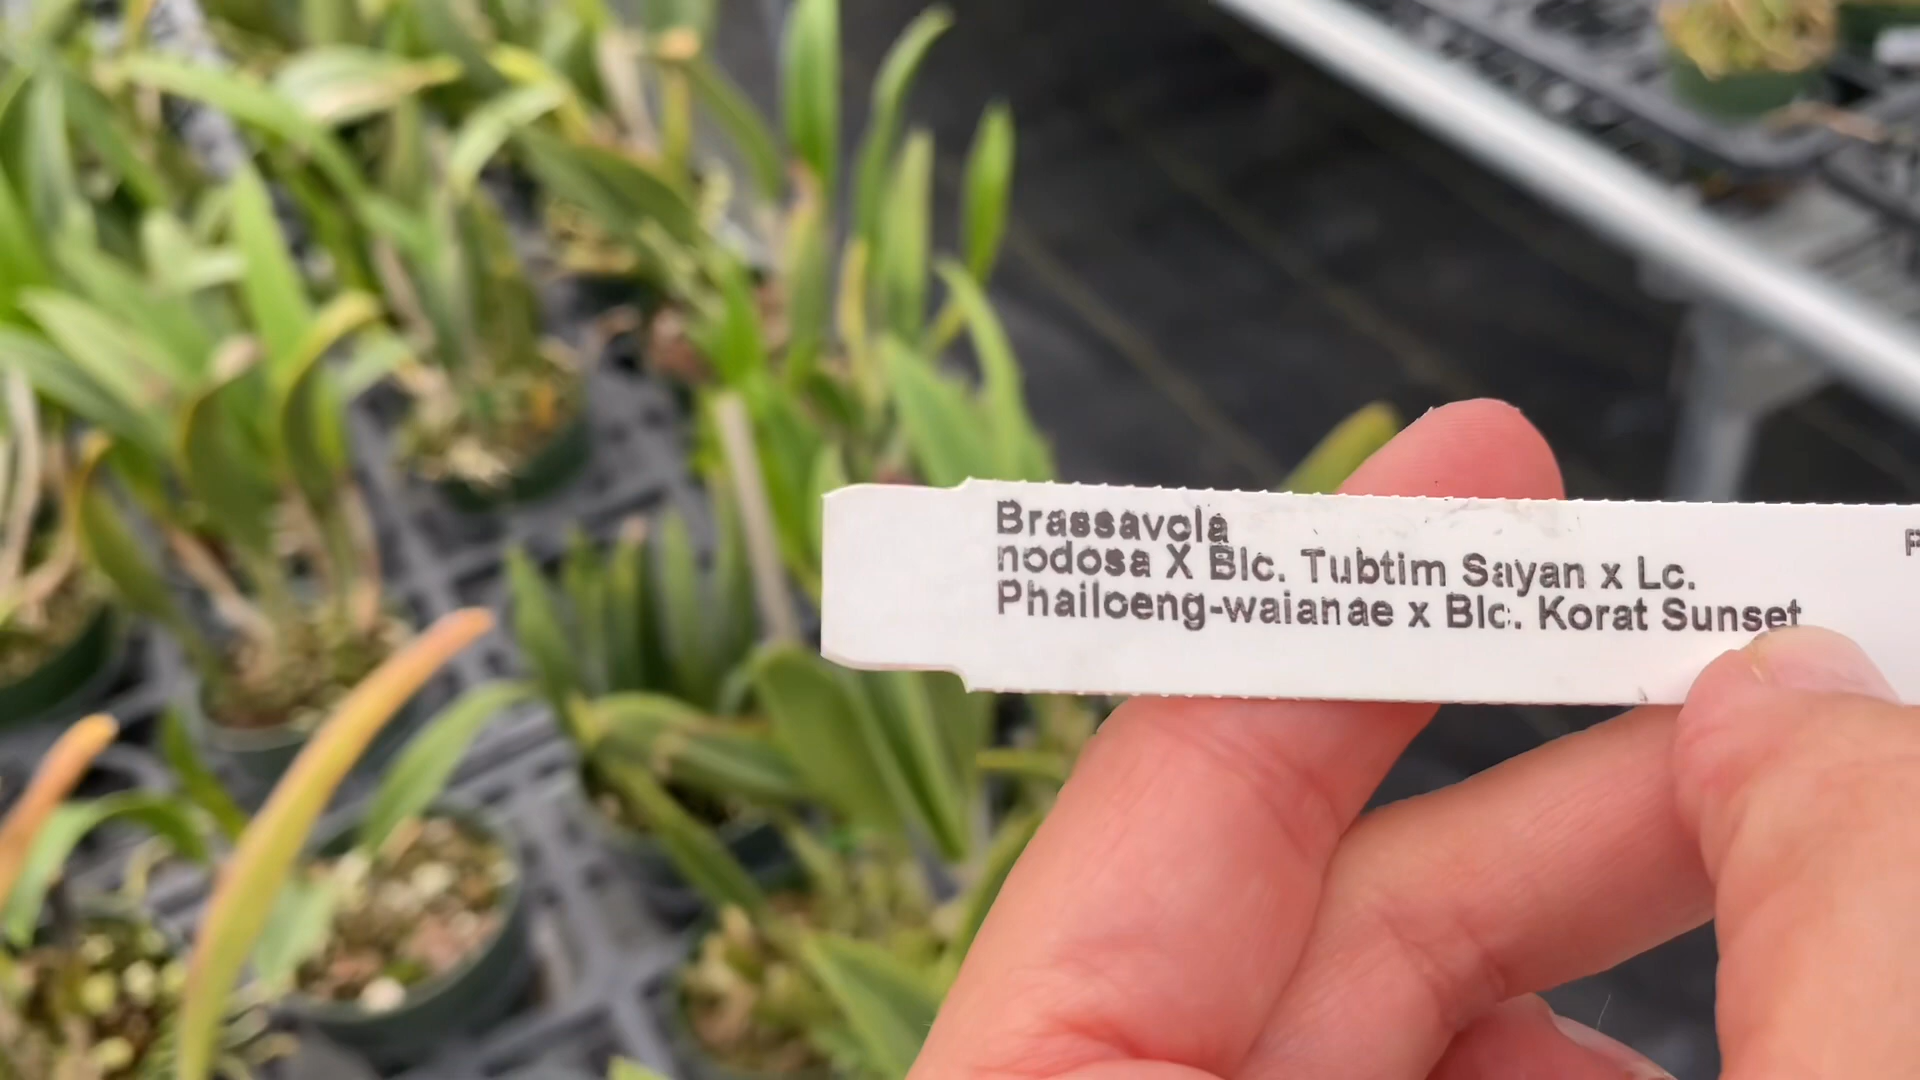 Brassavola
nodosa X Blc. Tubtim Sayan x Lc.
Phailoeng-waianae x Blc. Korat Sunset